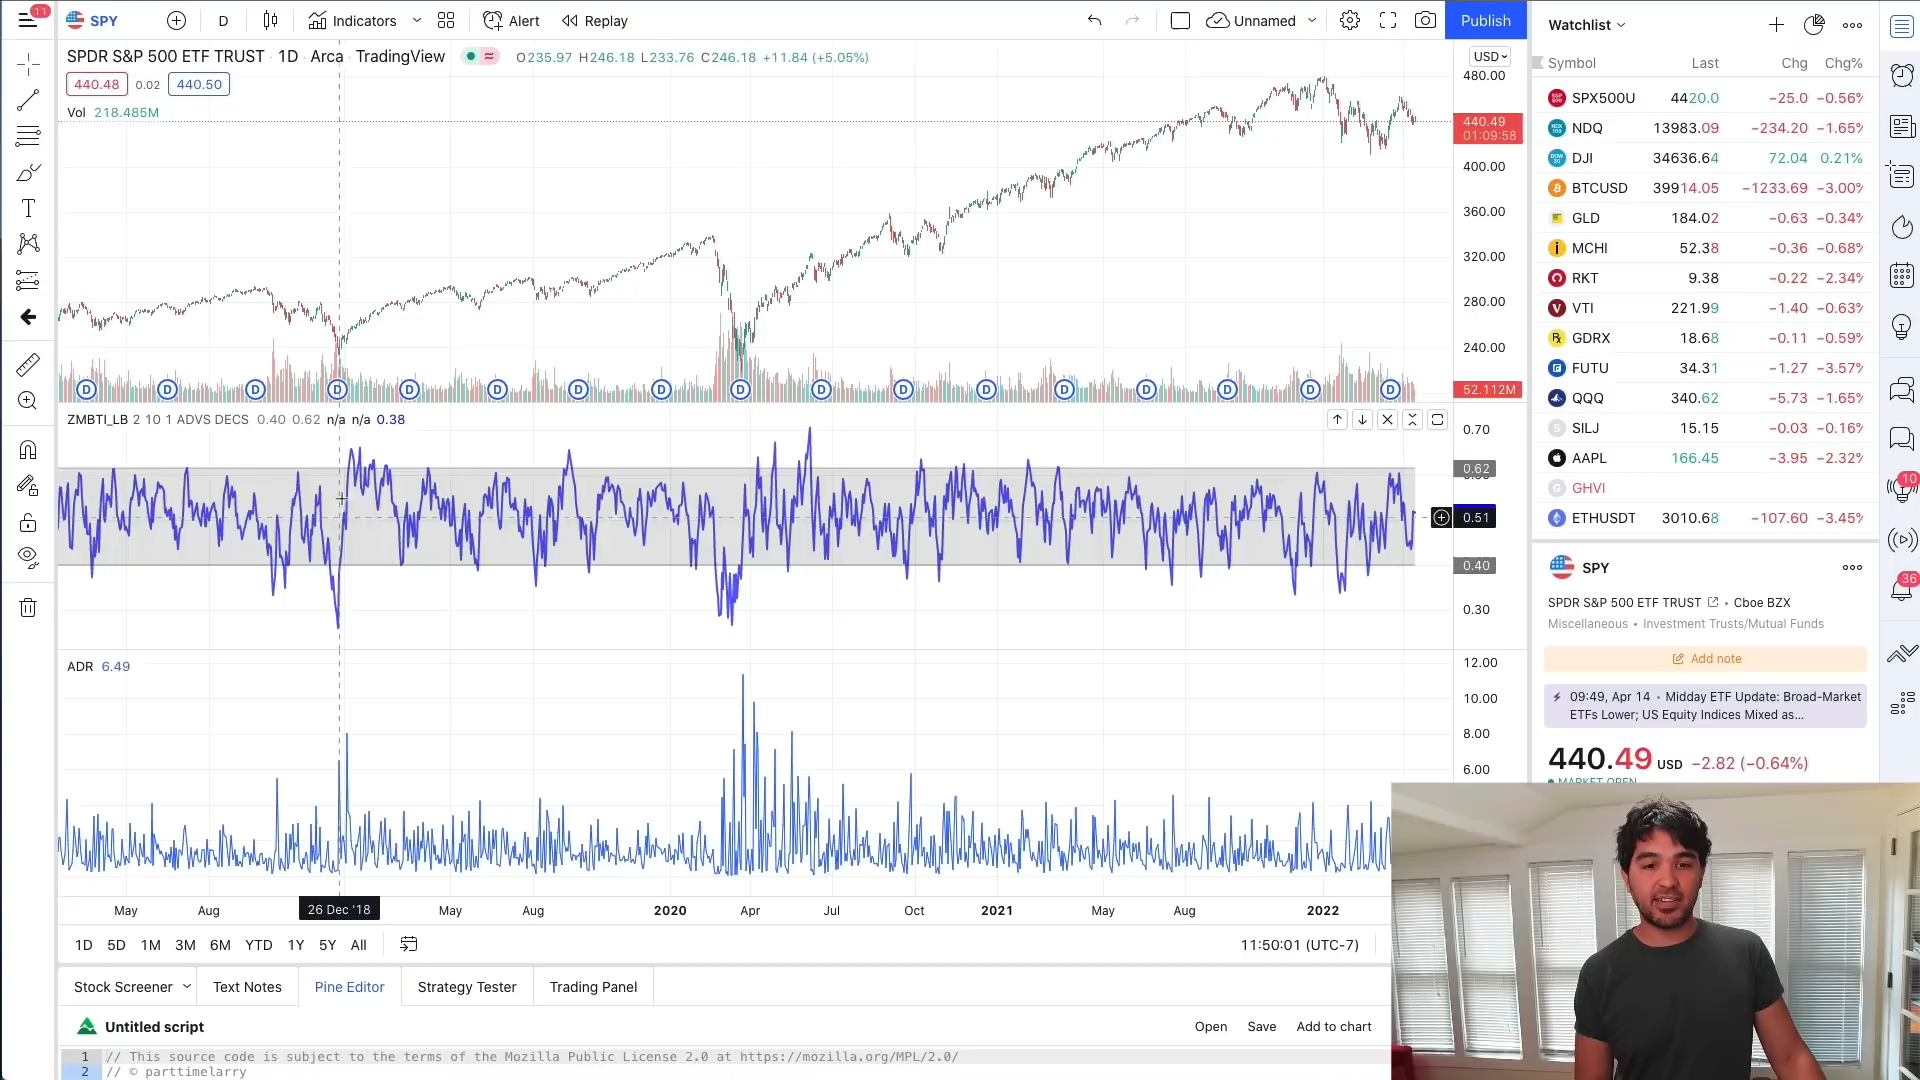 11
SPY
D
Indicators
Alert
Replay
Unnamed
Publish
SPDR S&P 500 ETF TRUST · 1D · Arca · TradingView
O235.97 H246.18 L233.76 C246.18 +11.84 (+5.05%)
440.48 0.02 440.50
Vol 218.485M
USD
480.00
440.49
01:09:58
400.00
360.00
320.00
280.00
240.00
52.112M
D D D D D D D D D D D D D D D D D
ZMBTI_LB 2 10 1 ADVS DECS 0.40 0.62 n/a n/a 0.38
0.70
0.62
0.51
0.40
0.30
ADR 6.49
12.00
10.00
8.00
6.00
May Aug 26 Dec '18 May Aug 2020 Apr Jul Oct 2021 May Aug 2022
1D 5D 1M 3M 6M YTD 1Y 5Y All
11:50:01 (UTC-7)
Stock Screener Text Notes Pine Editor Strategy Tester Trading Panel
Untitled script
Open Save Add to chart
1 // This source code is subject to the terms of the Mozilla Public License 2.0 at https://mozilla.org/MPL/2.0/
2 // © parttimelarry
Watchlist
Symbol Last Chg Chg%
SPX500U 4420.0 −25.0 −0.56%
NDQ 13983.09 −234.20 −1.65%
DJI 34636.64 72.04 0.21%
BTCUSD 39914.05 −1233.69 −3.00%
GLD 184.02 −0.63 −0.34%
MCHI 52.38 −0.36 −0.68%
RKT 9.38 −0.22 −2.34%
VTI 221.99 −1.40 −0.63%
GDRX 18.68 −0.11 −0.59%
FUTU 34.31 −1.27 −3.57%
QQQ 340.62 −5.73 −1.65%
SILJ 15.15 −0.03 −0.16%
AAPL 166.45 −3.95 −2.32%
GHVI
ETHUSDT 3010.68 −107.60 −3.45%
10
36
SPY
SPDR S&P 500 ETF TRUST • Cboe BZX
Miscellaneous • Investment Trusts/Mutual Funds
Add note
09:49, Apr 14 • Midday ETF Update: Broad-Market
ETFs Lower; US Equity Indices Mixed as...
440.49 USD −2.82 (−0.64%)
MARKET OPEN